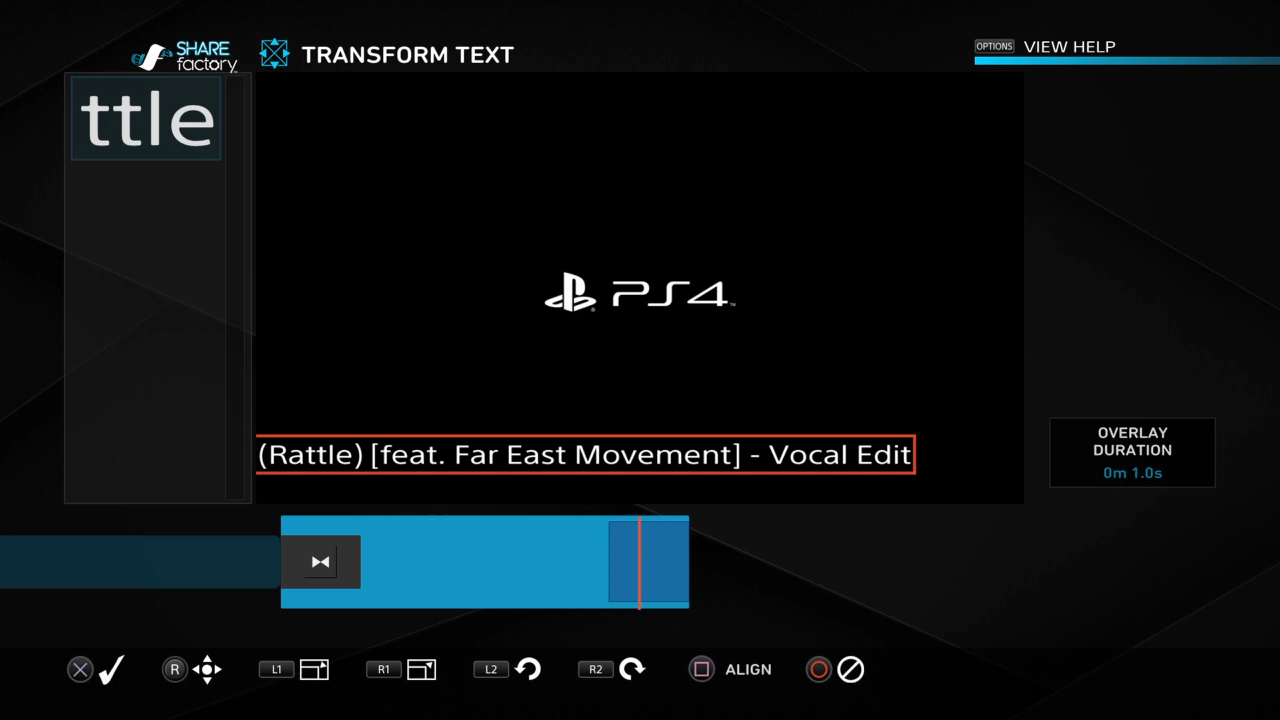 SHARE
factory
TRANSFORM TEXT
OPTIONS VIEW HELP
ttle
PS4
(Rattle) [feat. Far East Movement] - Vocal Edit
OVERLAY
DURATION
0m 1.0s
R
L1
R1
L2
R2
ALIGN